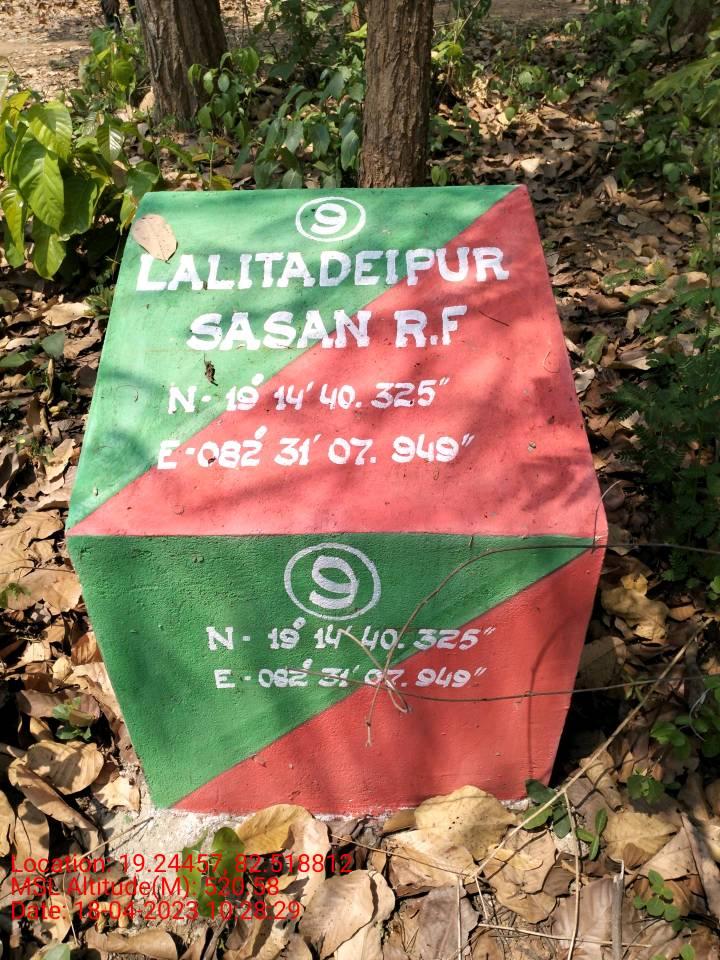 9
LALITADEIPUR
SASAN R.F
N - 19° 14' 40. 325"
E - 082° 31' 07. 949"
9
N - 19° 14' 40. 325"
E - 082° 31' 07. 949"
Location: 19.24457, 82.518812
MSL Altitude(M): 520.58
Date: 18-04-2023 10:28:29